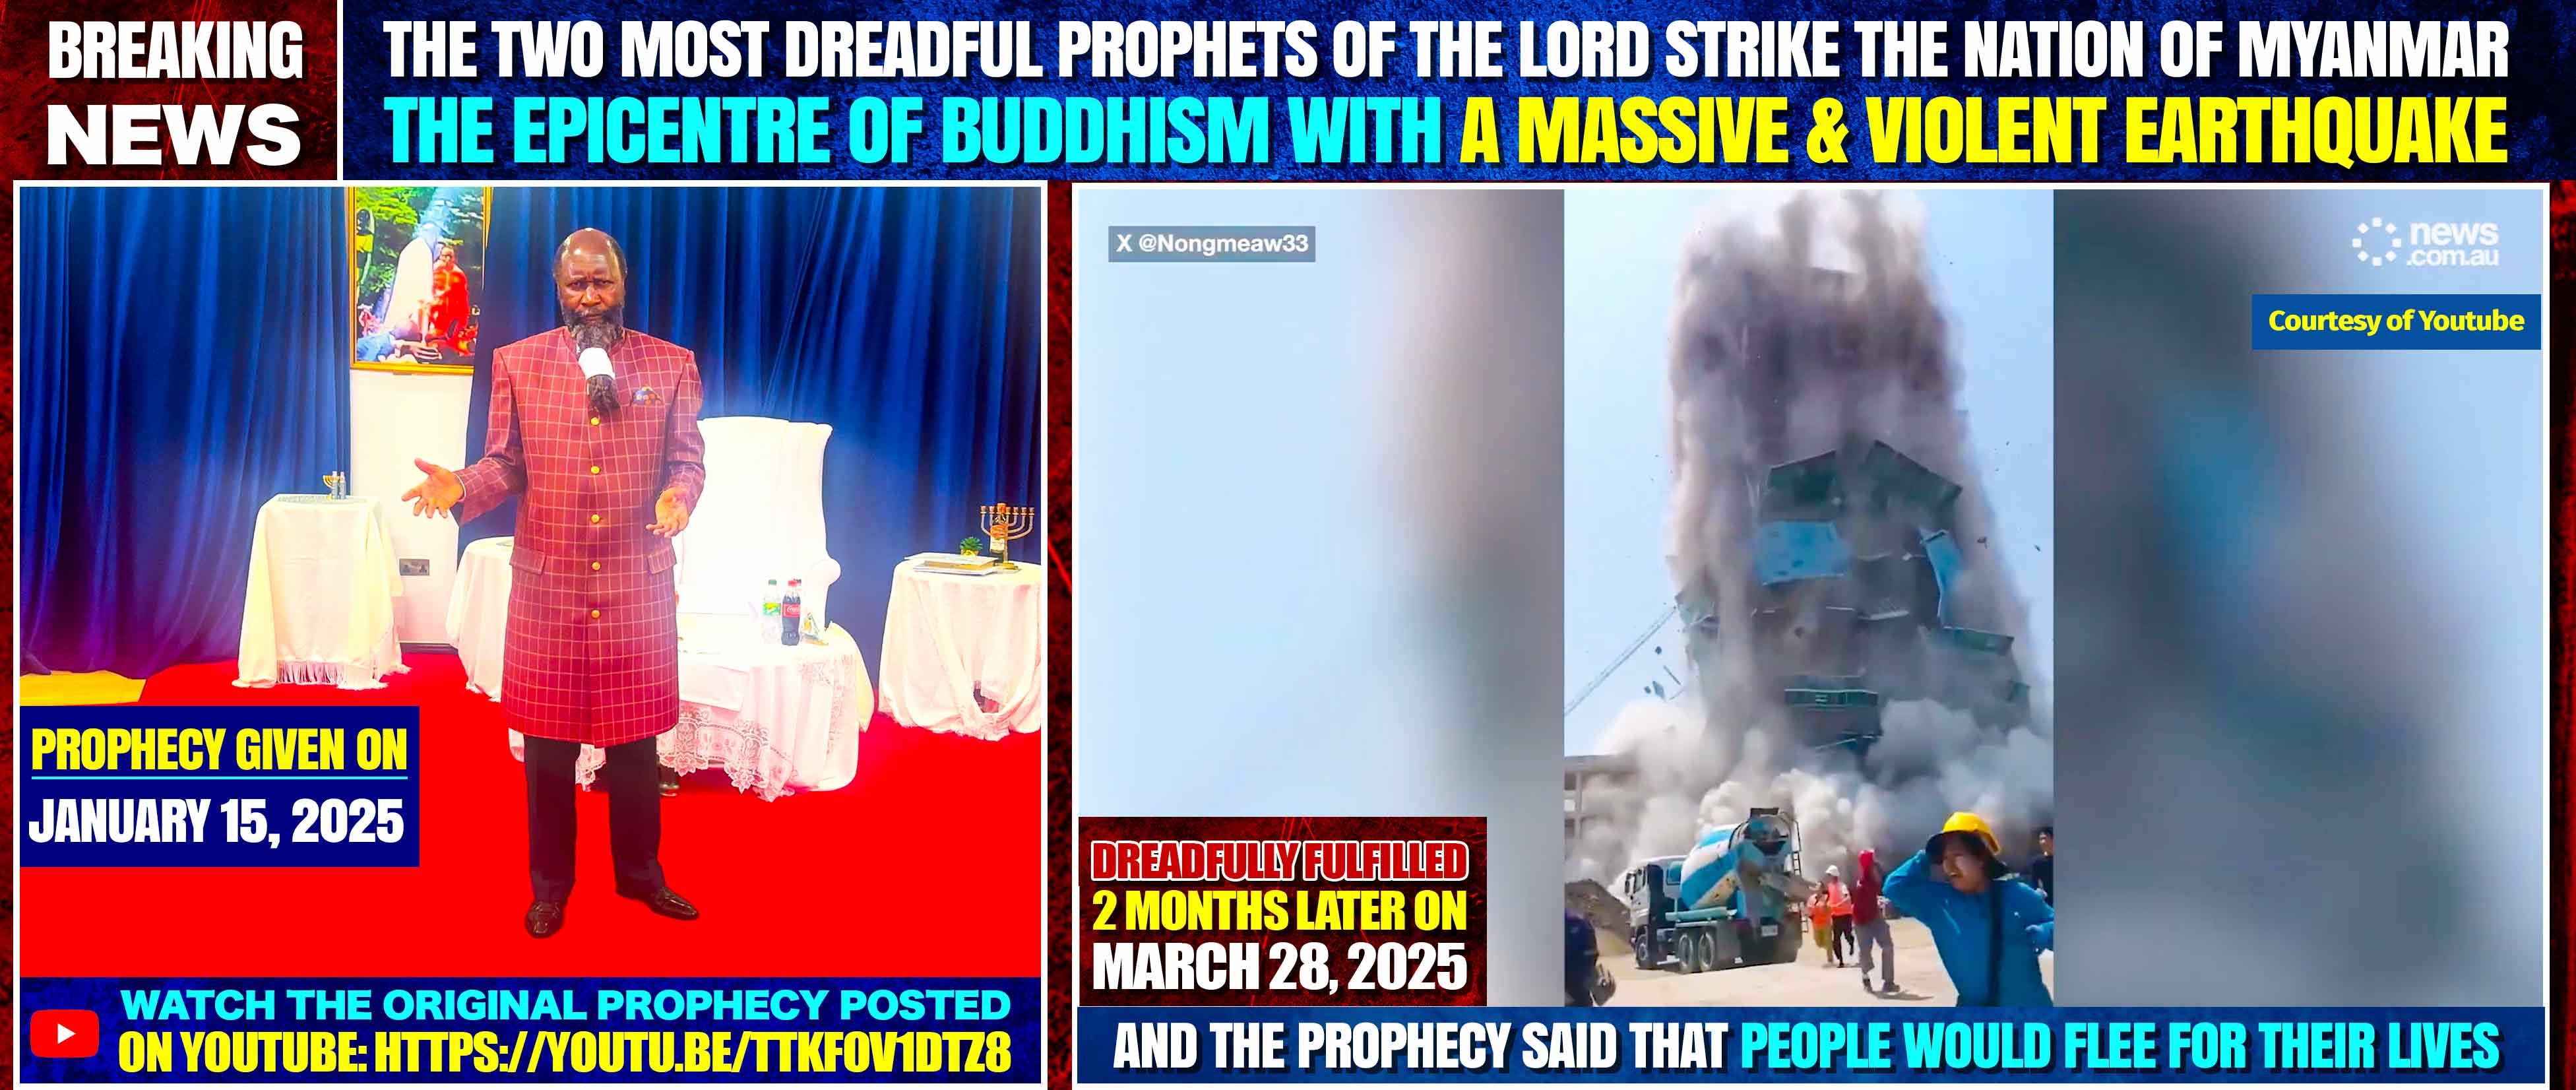 BREAKING
NEWS
THE TWO MOST DREADFUL PROPHETS OF THE LORD STRIKE THE NATION OF MYANMAR
THE EPICENTRE OF BUDDHISM WITH A MASSIVE & VIOLENT EARTHQUAKE
X @Nongmeaw33
news
.com.au
Courtesy of Youtube
PROPHECY GIVEN ON
JANUARY 15, 2025
WATCH THE ORIGINAL PROPHECY POSTED
ON YOUTUBE: HTTPS://YOUTU.BE/TTKFOV1DTZ8
DREADFULLY FULFILLED
2 MONTHS LATER ON
MARCH 28, 2025
AND THE PROPHECY SAID THAT PEOPLE WOULD FLEE FOR THEIR LIVES